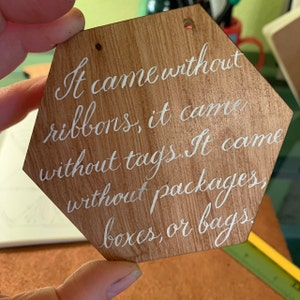 It came without
ribbons, it came
without tags. It came
without packages,
boxes, or bags.